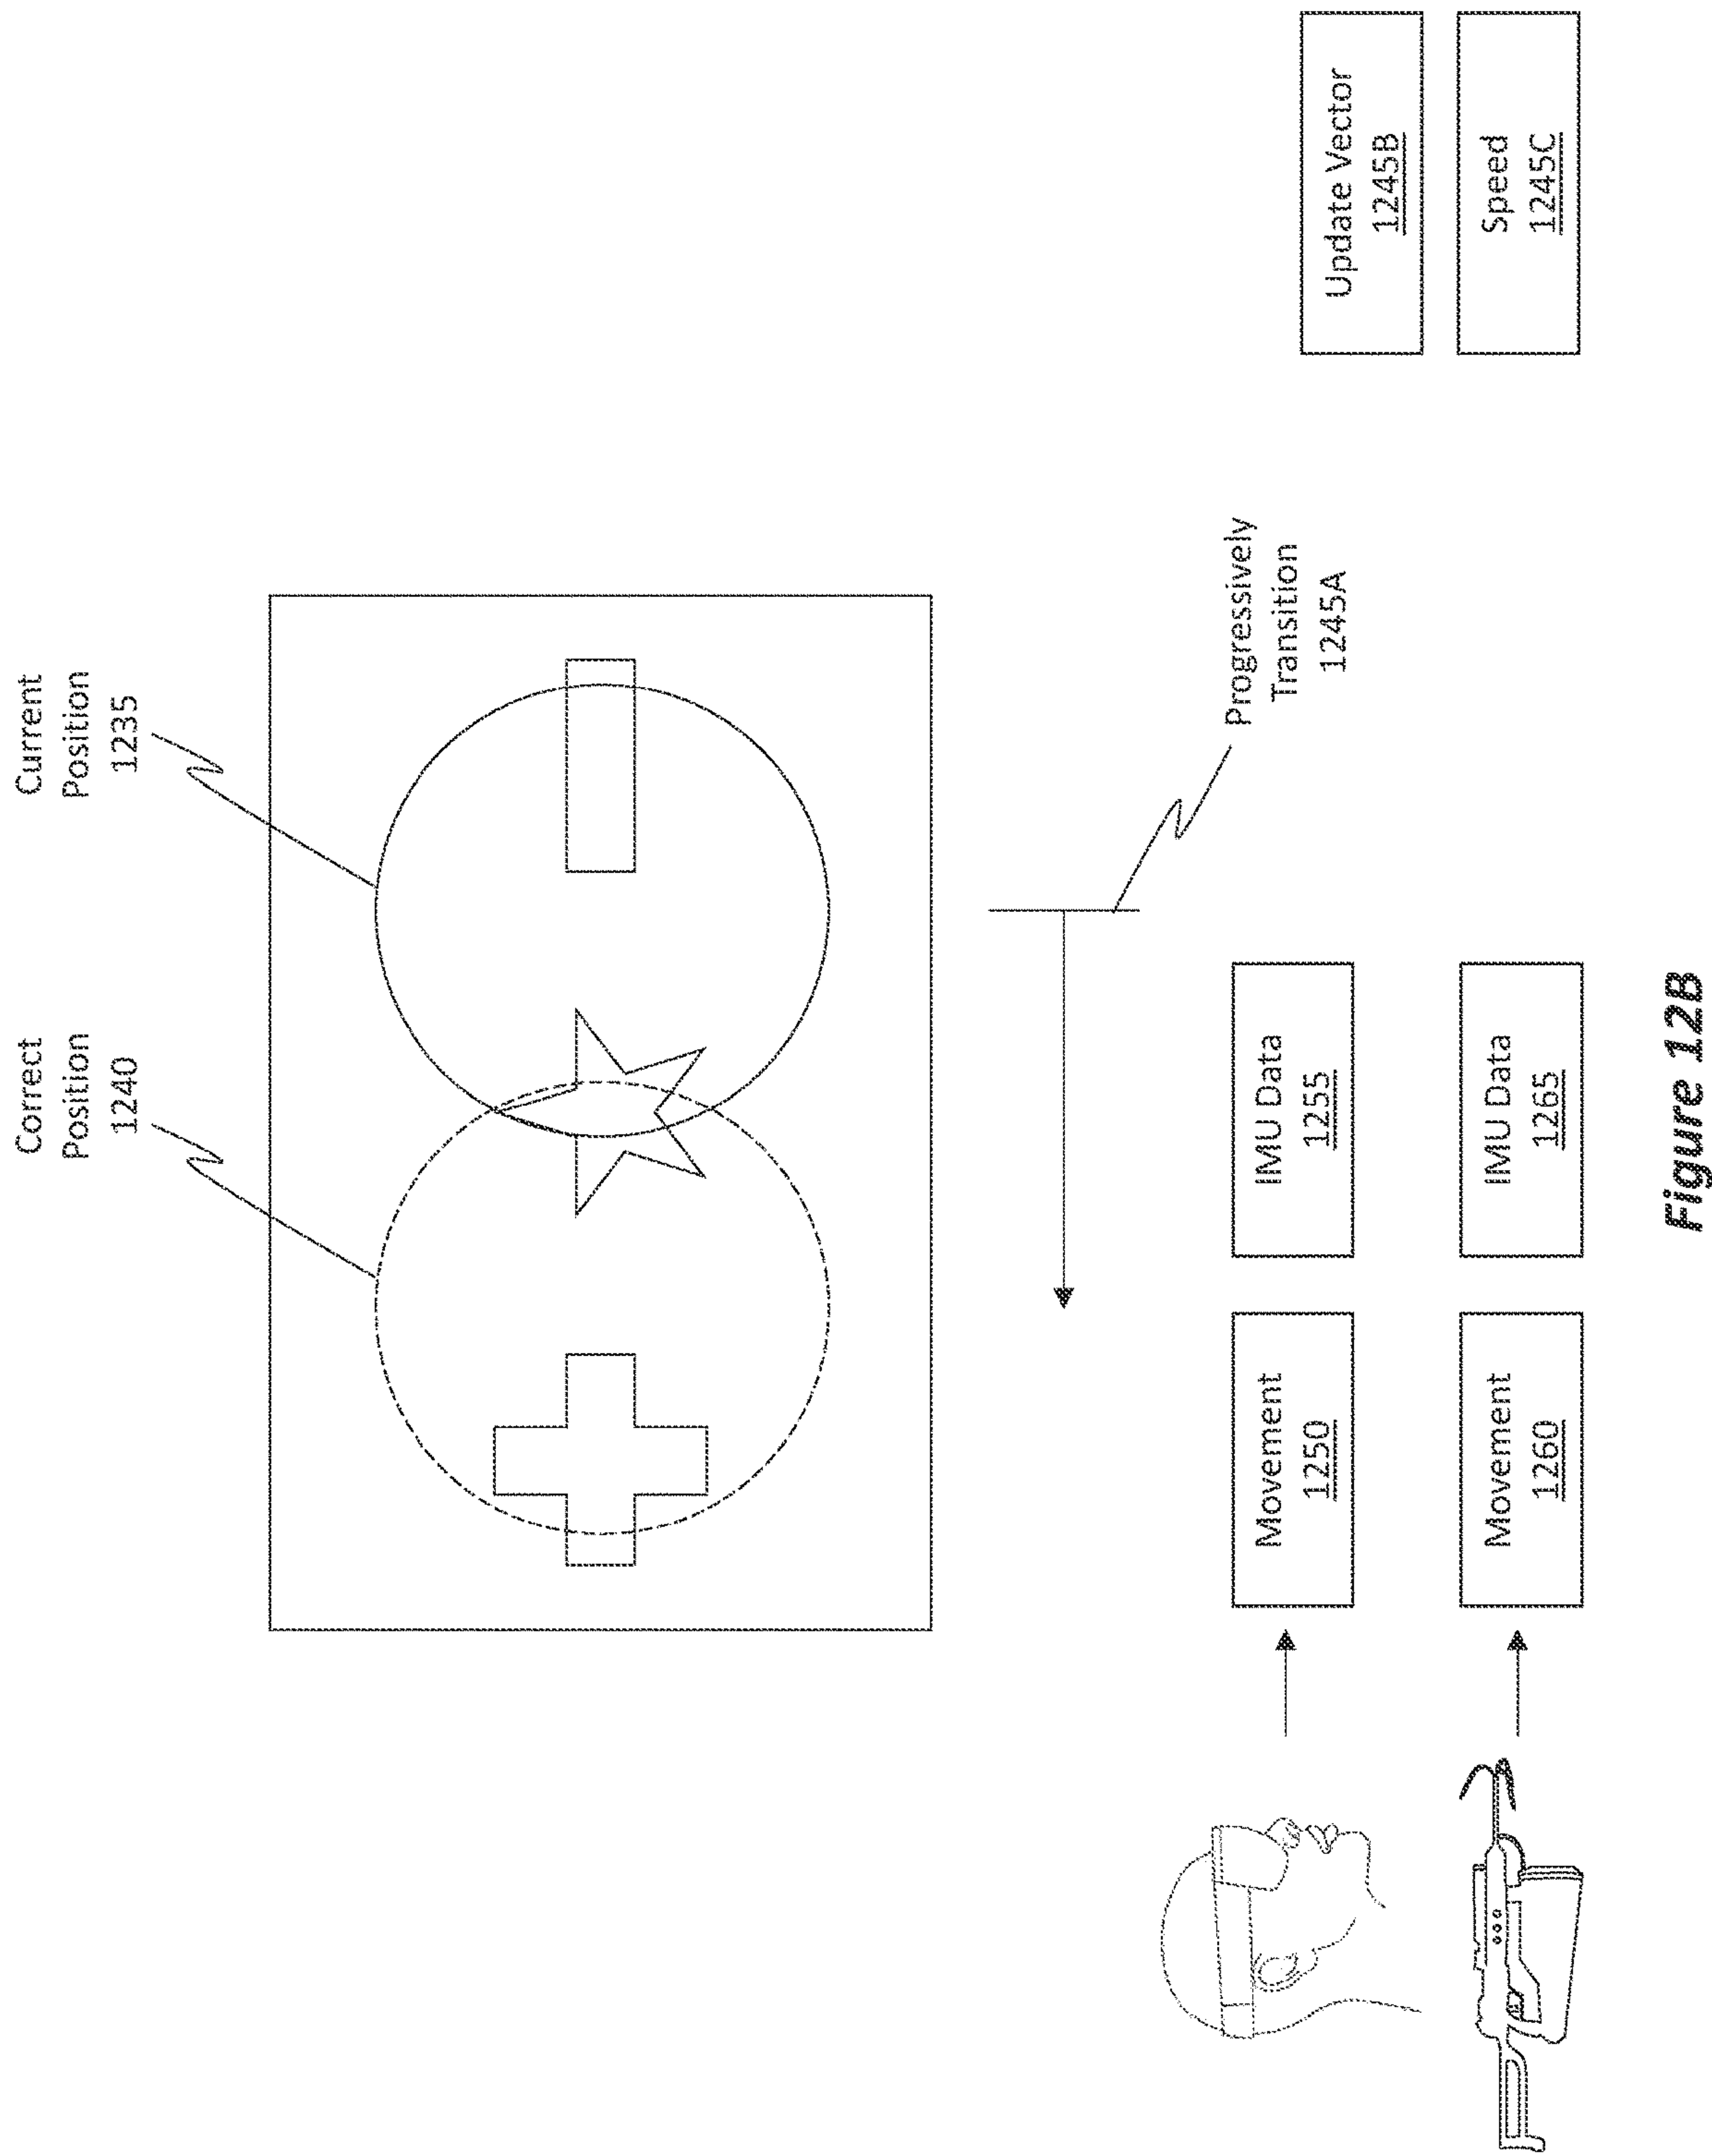 Correct
Position
1240
Current
Position
1235
Progressively
Transition
1245A
Movement
1250
IMU Data
1255
Update Vector
1245B
Movement
1260
IMU Data
1265
Speed
1245C
Figure 12B